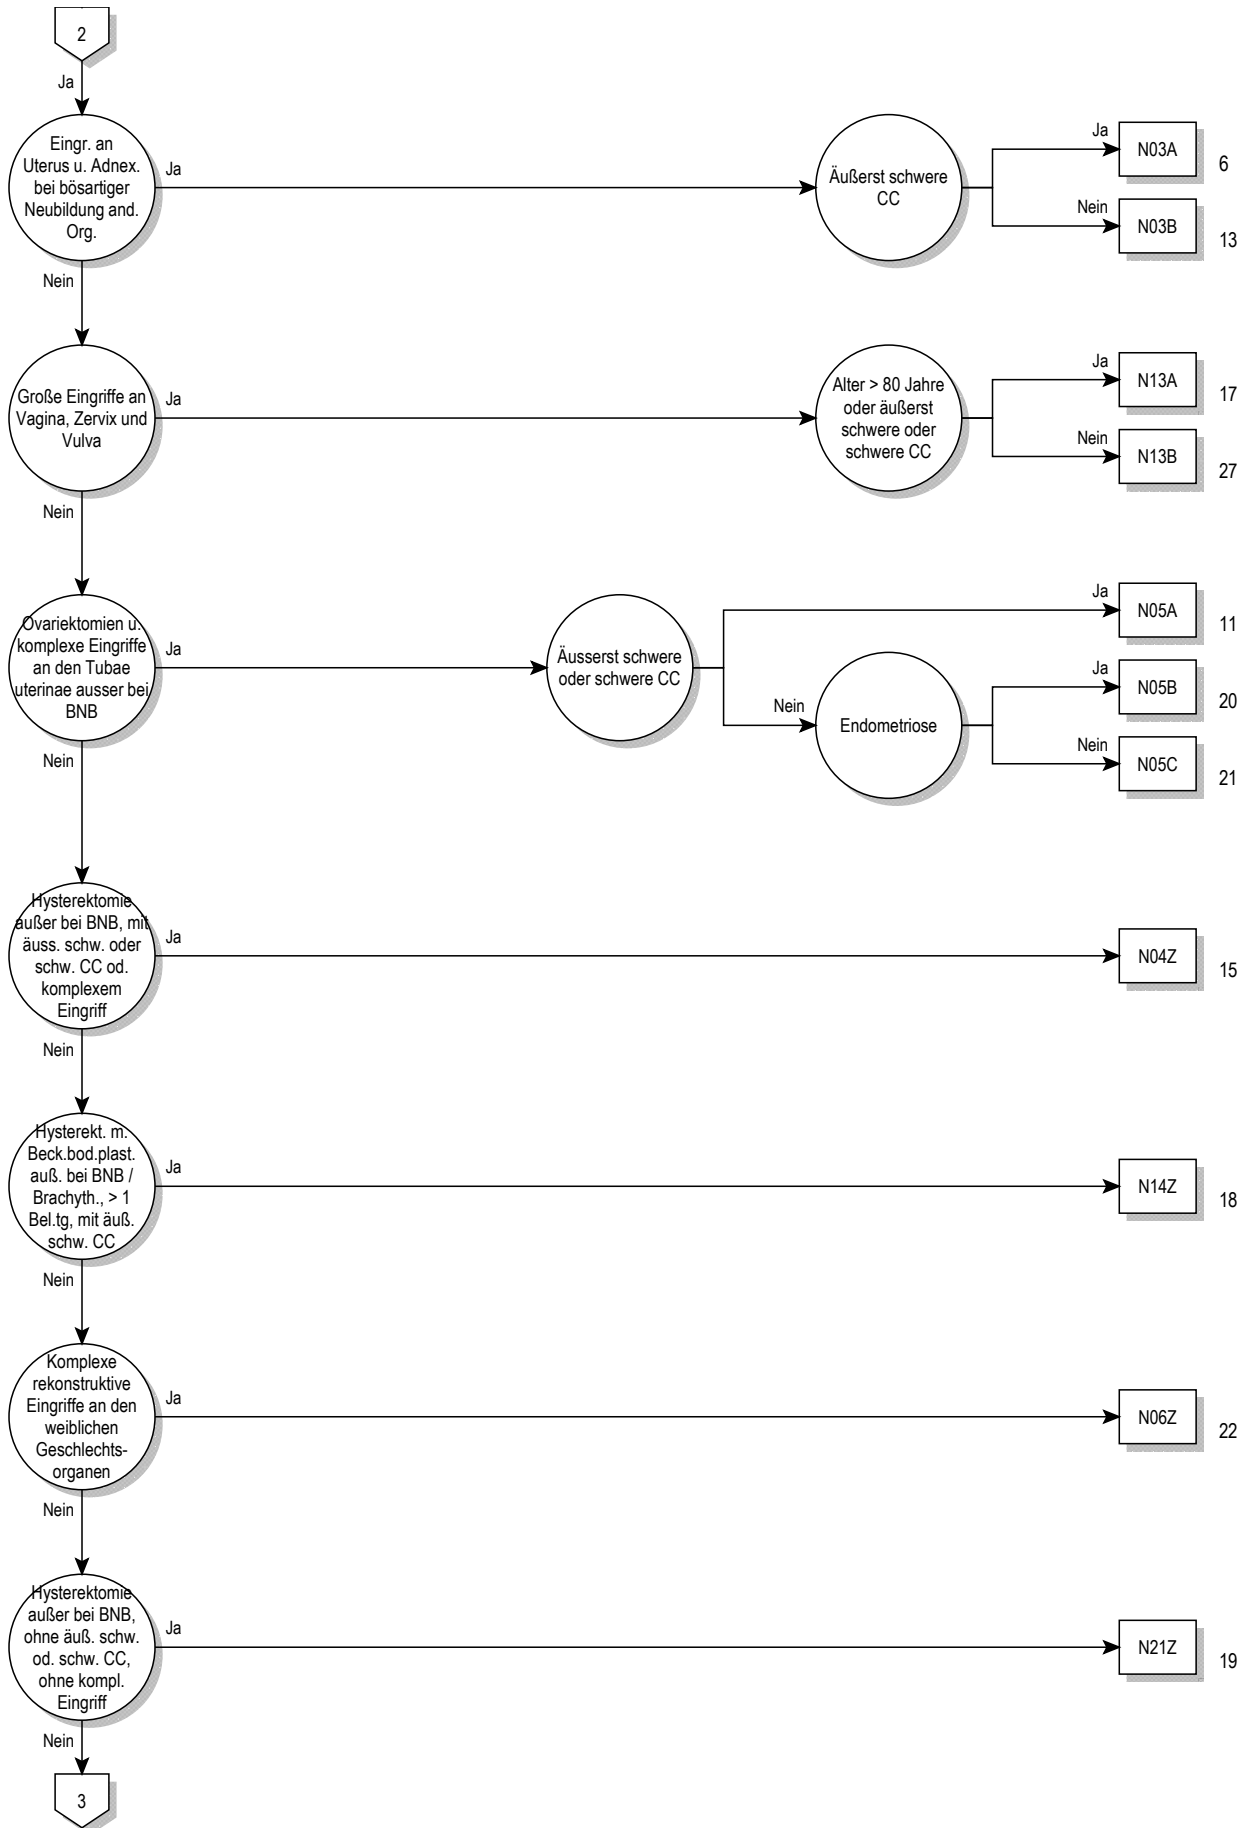 2
Ja
Eingr. an
Uterus u. Adnex.
bei bösartiger
Neubildung and.
Org.
Ja
Äußerst schwere
CC
Ja
N03A
6
Nein
N03B
13
Nein
Große Eingriffe an
Vagina, Zervix und
Vulva
Ja
Alter > 80 Jahre
oder äußerst
schwere oder
schwere CC
Ja
N13A
17
Nein
N13B
27
Nein
Ovariektomien u.
komplexe Eingriffe
an den Tubae
uterinae ausser bei
BNB
Ja
Äusserst schwere
oder schwere CC
Ja
N05A
11
Nein
Endometriose
Ja
N05B
20
Nein
N05C
21
Nein
Hysterektomie
außer bei BNB, mit
äuss. schw. oder
schw. CC od.
komplexem
Eingriff
Ja
N04Z
15
Nein
Hysterekt. m.
Beck.bod.plast.
auß. bei BNB /
Brachyth., > 1
Bel.tg, mit äuß.
schw. CC
Ja
N14Z
18
Nein
Komplexe
rekonstruktive
Eingriffe an den
weiblichen
Geschlechts-
organen
Ja
N06Z
22
Nein
Hysterektomie
außer bei BNB,
ohne äuß. schw.
od. schw. CC,
ohne kompl.
Eingriff
Ja
N21Z
19
Nein
3